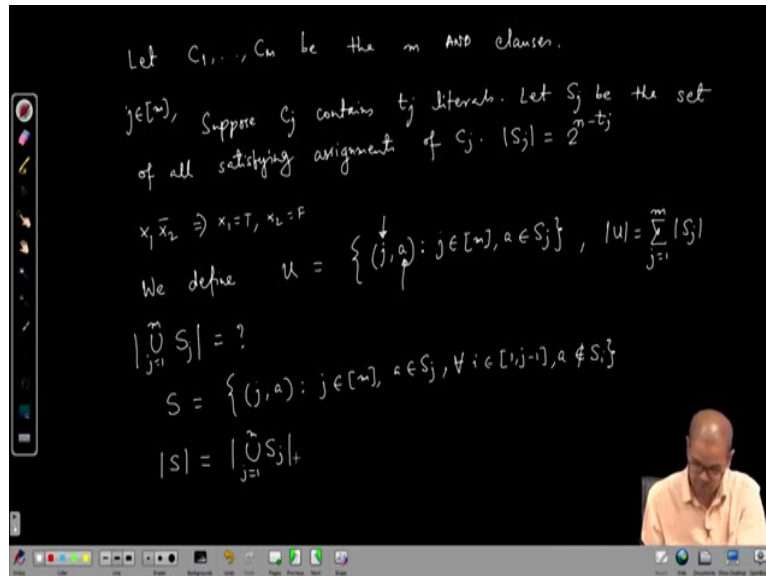 Let C₁,..., Cₘ be the m AND clauses.
j∈[m], Suppose Cⱼ contains tⱼ literals. Let Sⱼ be the set
of all satisfying assignments of Cⱼ. |Sⱼ| = 2^{n-tⱼ}
x₁ x̄₂ ⇒ x₁=T, x₂=F
We define U = {(j,a): j∈[m], a∈Sⱼ}, |U| = ∑_{j=1}^{m} |Sⱼ|
|∪_{j=1}^{m} Sⱼ| = ?
S = {(j,a): j∈[m], a∈Sⱼ, ∀ i∈[1,j-1], a∉Sᵢ}
|S| = |∪_{j=1}^{m} Sⱼ|